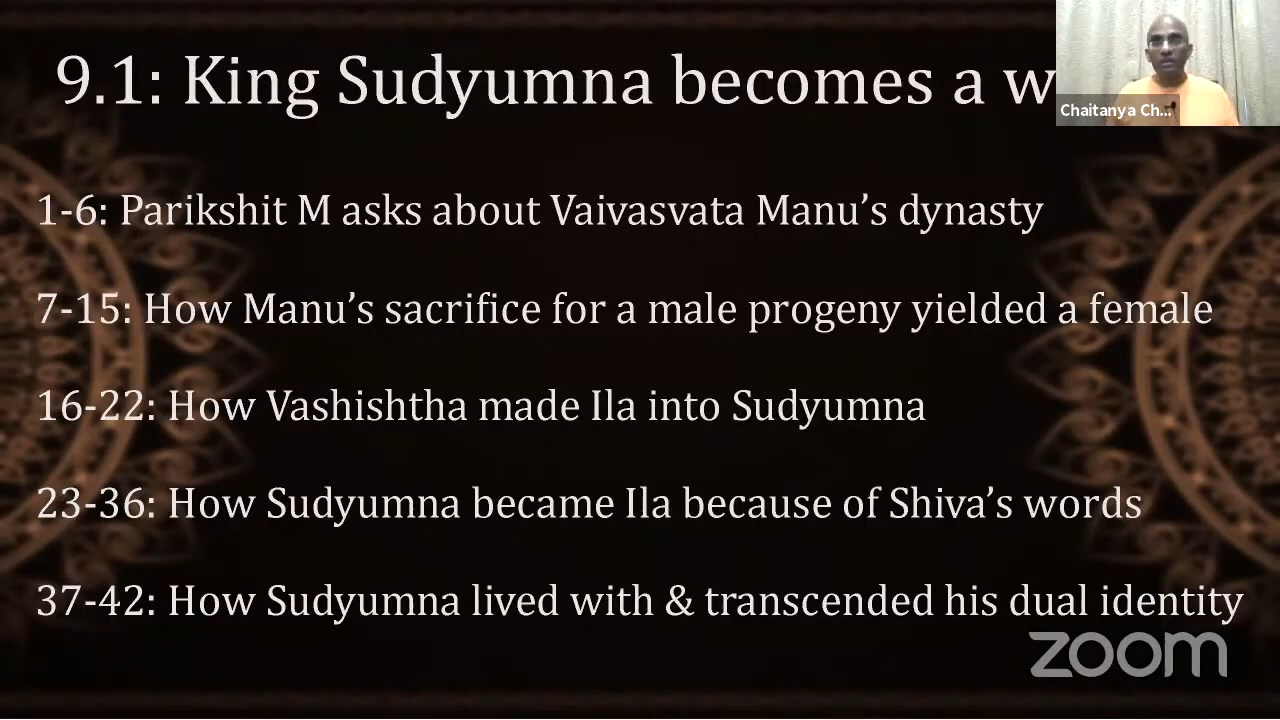 9.1: King Sudyumna becomes a w
Chaitanya Ch...
1-6: Parikshit M asks about Vaivasvata Manu’s dynasty
7-15: How Manu’s sacrifice for a male progeny yielded a female
16-22: How Vashishtha made Ila into Sudyumna
23-36: How Sudyumna became Ila because of Shiva’s words
37-42: How Sudyumna lived with & transcended his dual identity
zoom